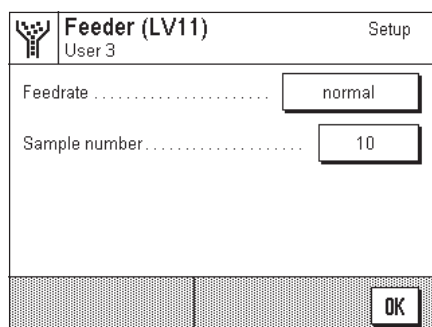 Feeder (LV11) Setup
User 3
Feedrate ...................... normal
Sample number.................... 10
OK